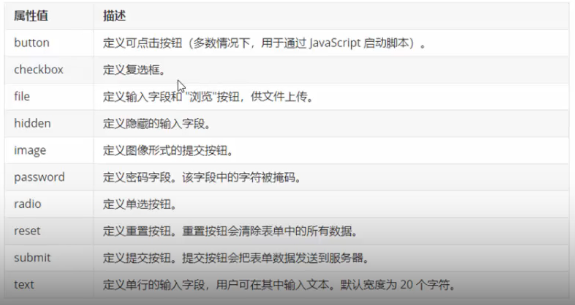 属性值 描述
button 定义可点击按钮（多数情况下，用于通过 JavaScript 启动脚本）。
checkbox 定义复选框。
file 定义输入字段和 "浏览"按钮，供文件上传。
hidden 定义隐藏的输入字段。
image 定义图像形式的提交按钮。
password 定义密码字段。该字段中的字符被掩码。
radio 定义单选按钮。
reset 定义重置按钮。重置按钮会清除表单中的所有数据。
submit 定义提交按钮。提交按钮会把表单数据发送到服务器。
text 定义单行的输入字段，用户可在其中输入文本。默认宽度为 20 个字符。